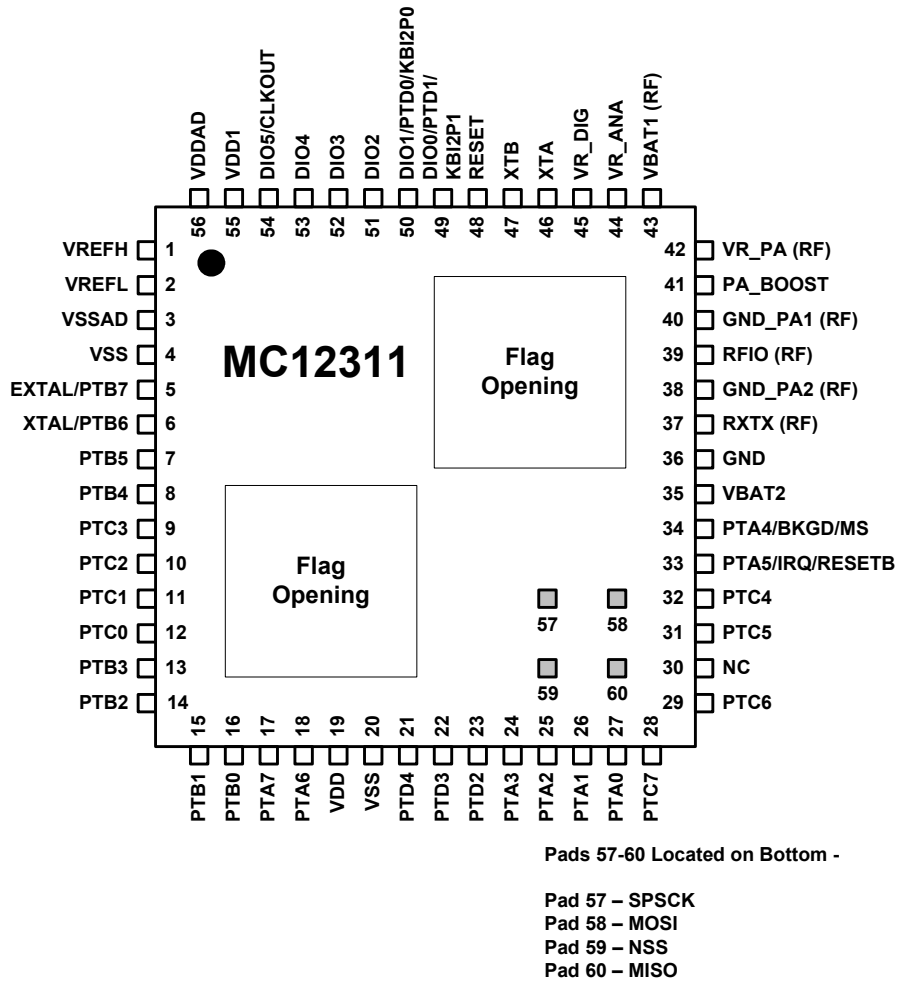 VDDAD
VDD1
DIO5/CLKOUT
DIO4
DIO3
DIO2
DIO1/PTD0/KBI2P0
DIO0/PTD1/
KBI2P1
RESET
XTB
XTA
VR_DIG
VR_ANA
VBAT1 (RF)
56
55
54
53
52
51
50
49
48
47
46
45
44
43
VREFH
1
VREFL
2
VSSAD
3
VSS
4
EXTAL/PTB7
5
XTAL/PTB6
6
PTB5
7
PTB4
8
PTC3
9
PTC2
10
PTC1
11
PTC0
12
PTB3
13
PTB2
14
MC12311
Flag
Opening
Flag
Opening
57
58
59
60
42
VR_PA (RF)
41
PA_BOOST
40
GND_PA1 (RF)
39
RFIO (RF)
38
GND_PA2 (RF)
37
RXTX (RF)
36
GND
35
VBAT2
34
PTA4/BKGD/MS
33
PTA5/IRQ/RESETB
32
PTC4
31
PTC5
30
NC
29
PTC6
15
16
17
18
19
20
21
22
23
24
25
26
27
28
PTB1
PTB0
PTA7
PTA6
VDD
VSS
PTD4
PTD3
PTD2
PTA3
PTA2
PTA1
PTA0
PTC7
Pads 57-60 Located on Bottom -
Pad 57 – SPSCK
Pad 58 – MOSI
Pad 59 – NSS
Pad 60 – MISO